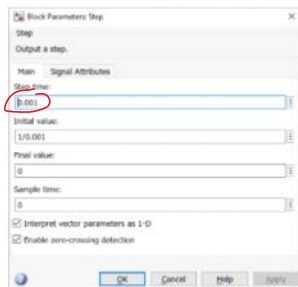 Block Parameters: Step
Step
Output a step.
Main Signal Attributes
Step time:
0.001
Initial value:
1/0.001
Final value:
0
Sample time:
0
Interpret vector parameters as 1-D
Enable zero-crossing detection
OK Cancel Help Apply